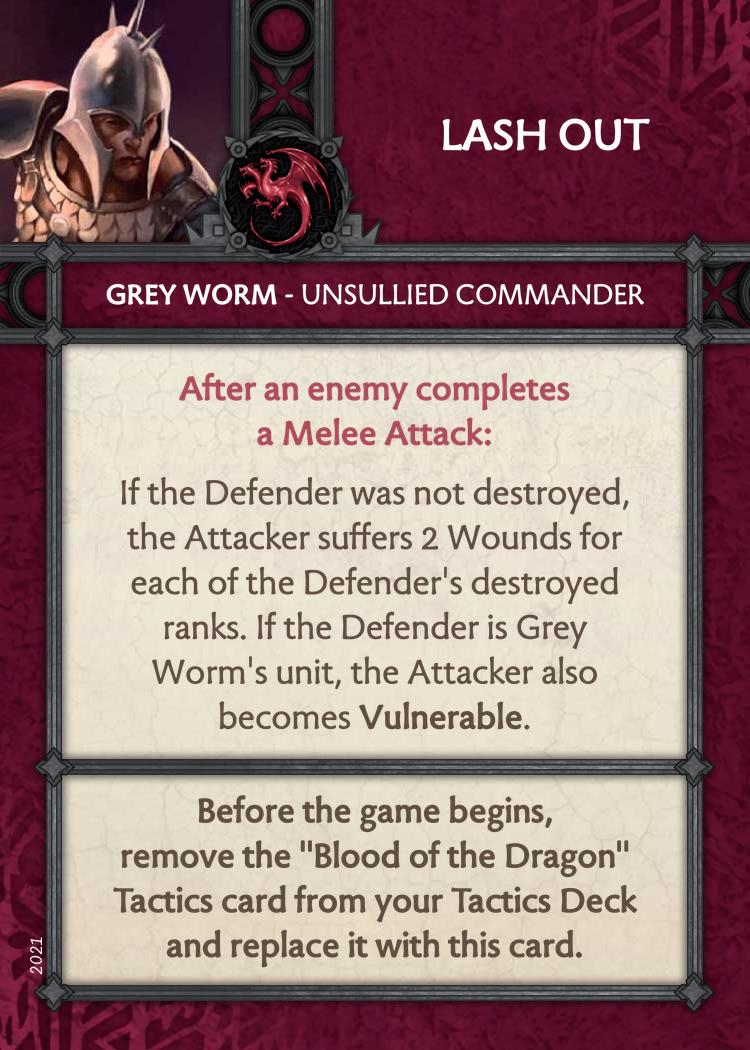 LASH OUT
GREY WORM - UNSULLIED COMMANDER
After an enemy completes
a Melee Attack:
If the Defender was not destroyed,
the Attacker suffers 2 Wounds for
each of the Defender's destroyed
ranks. If the Defender is Grey
Worm's unit, the Attacker also
becomes Vulnerable.
Before the game begins,
remove the "Blood of the Dragon"
Tactics card from your Tactics Deck
and replace it with this card.
2021